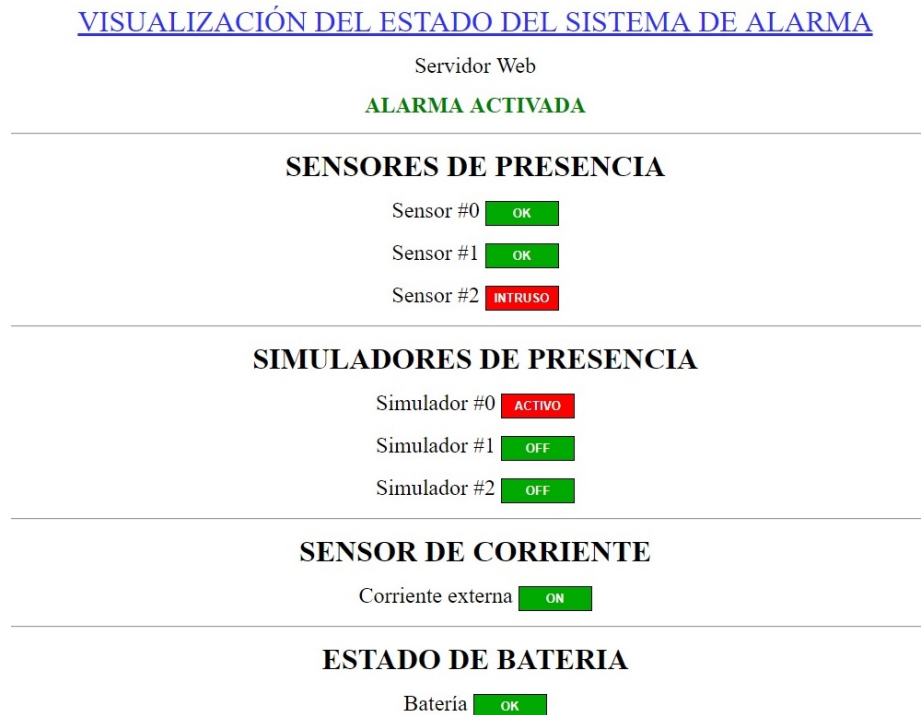 VISUALIZACIÓN DEL ESTADO DEL SISTEMA DE ALARMA
Servidor Web
ALARMA ACTIVADA
SENSORES DE PRESENCIA
Sensor #0 OK
Sensor #1 OK
Sensor #2 INTRUSO
SIMULADORES DE PRESENCIA
Simulador #0 ACTIVO
Simulador #1 OFF
Simulador #2 OFF
SENSOR DE CORRIENTE
Corriente externa ON
ESTADO DE BATERIA
Batería OK